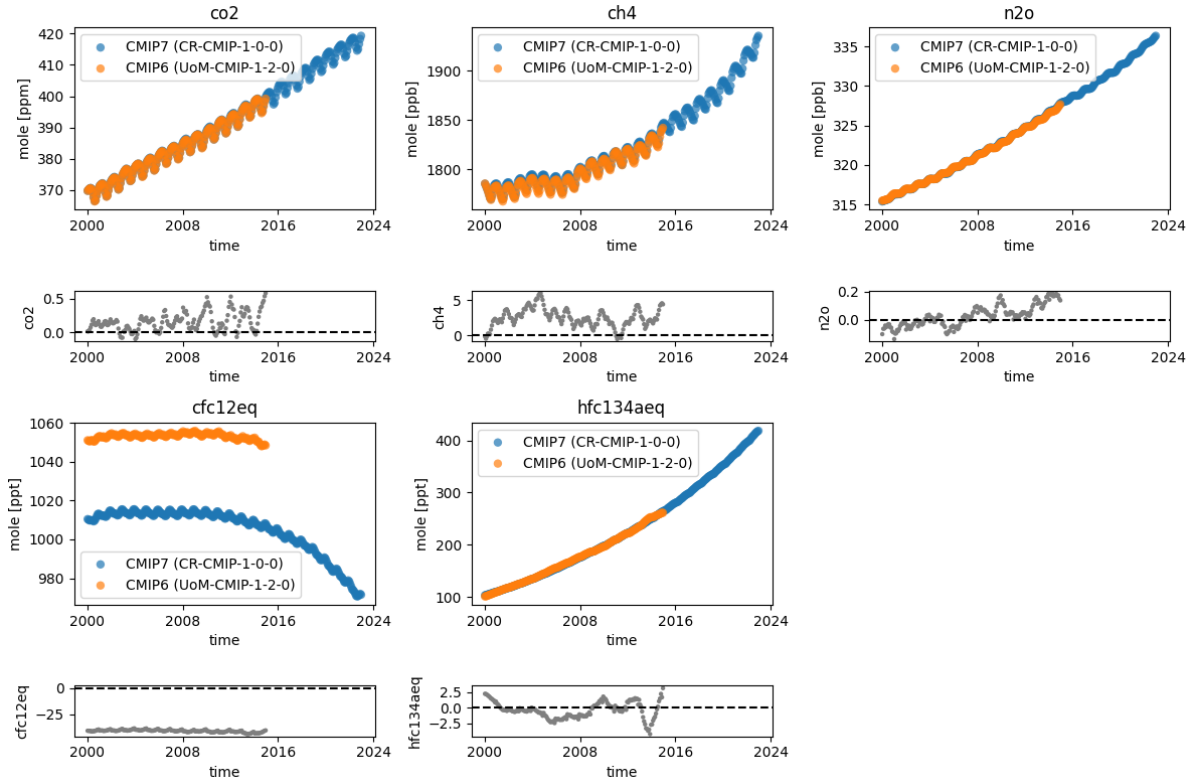 co2
mole [ppm]
420
410
400
390
380
370
CMIP7 (CR-CMIP-1-0-0)
CMIP6 (UoM-CMIP-1-2-0)
2000
2008
2016
2024
time
ch4
mole [ppb]
1900
1850
1800
CMIP7 (CR-CMIP-1-0-0)
CMIP6 (UoM-CMIP-1-2-0)
2000
2008
2016
2024
time
n2o
mole [ppb]
335
330
325
320
315
CMIP7 (CR-CMIP-1-0-0)
CMIP6 (UoM-CMIP-1-2-0)
2000
2008
2016
2024
time
co2
0.5
0.0
2000
2008
2016
2024
time
ch4
5
0
2000
2008
2016
2024
time
n2o
0.2
0.0
2000
2008
2016
2024
time
cfc12eq
mole [ppt]
1060
1040
1020
1000
980
CMIP7 (CR-CMIP-1-0-0)
CMIP6 (UoM-CMIP-1-2-0)
2000
2008
2016
2024
time
hfc134aeq
mole [ppt]
400
300
200
100
CMIP7 (CR-CMIP-1-0-0)
CMIP6 (UoM-CMIP-1-2-0)
2000
2008
2016
2024
time
cfc12eq
0
−25
2000
2008
2016
2024
time
hfc134aeq
2.5
0.0
−2.5
2000
2008
2016
2024
time